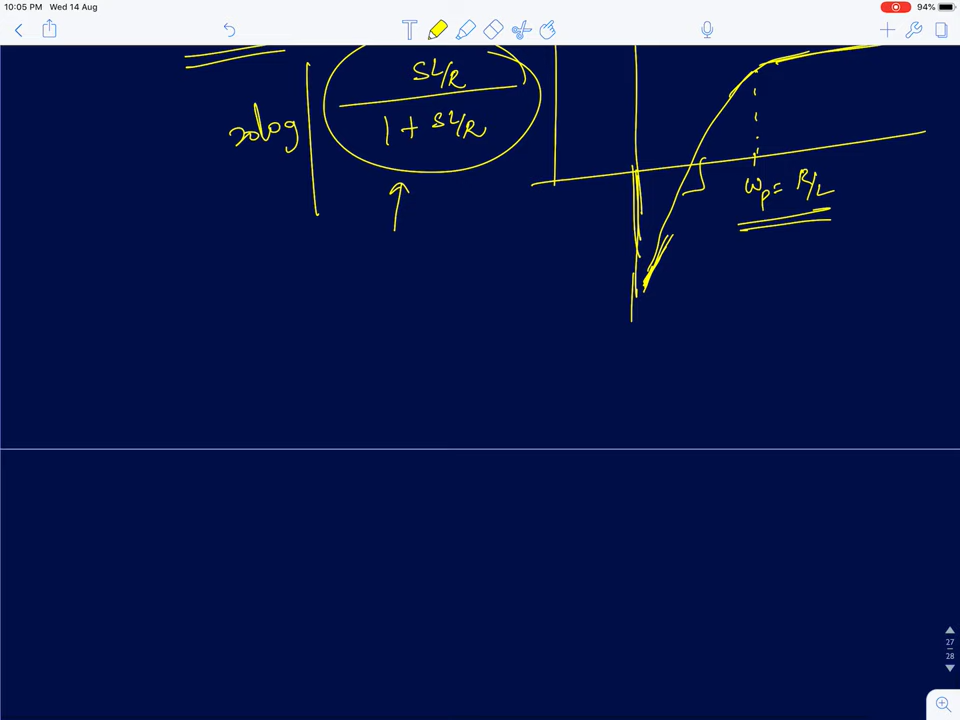 10:05 PM Wed 14 Aug
94%
SL/R
20log
1 + SL/R
ωp = R/L
27
28